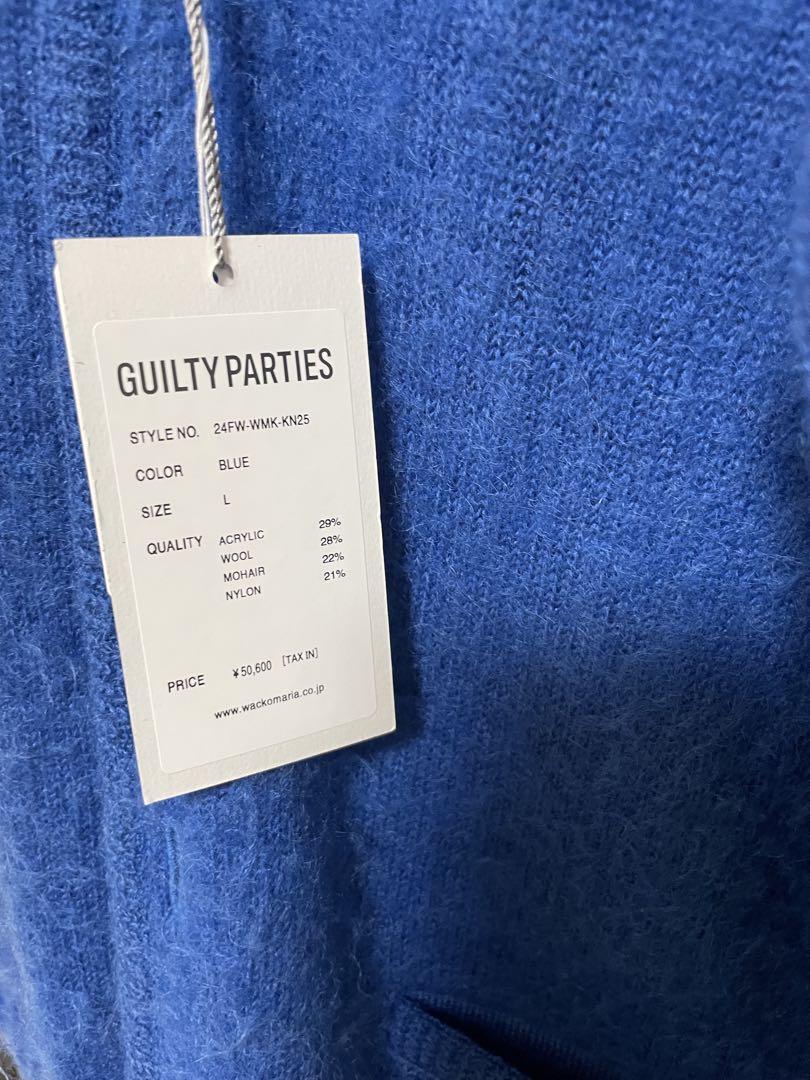 GUILTY PARTIES
STYLE NO. 24FW-WMK-KN25
COLOR BLUE
SIZE L
QUALITY ACRYLIC 29%
WOOL 28%
MOHAIR 22%
NYLON 21%
PRICE ¥50,600 [TAX IN]
www.wackomaria.co.jp